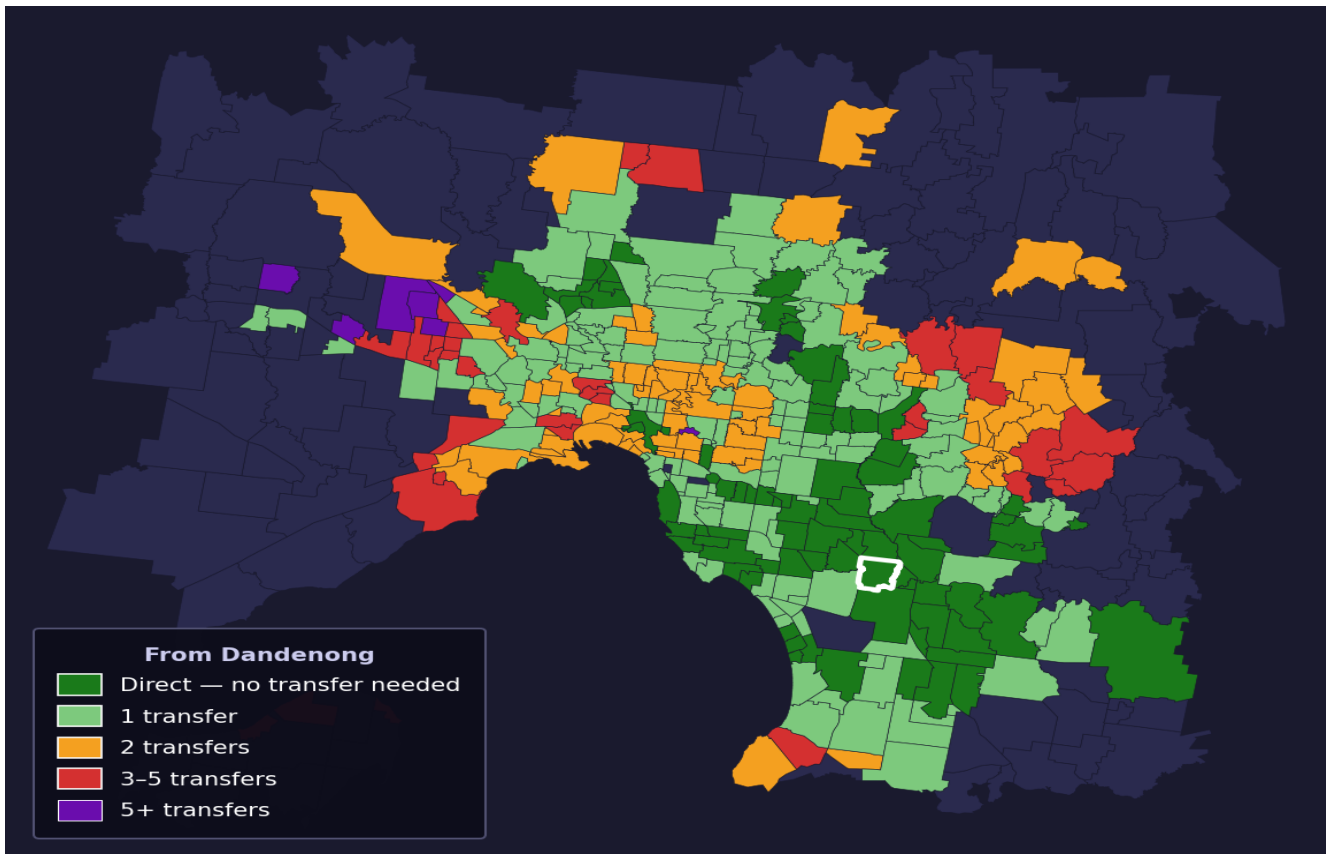 From Dandenong
Direct — no transfer needed
1 transfer
2 transfers
3–5 transfers
5+ transfers